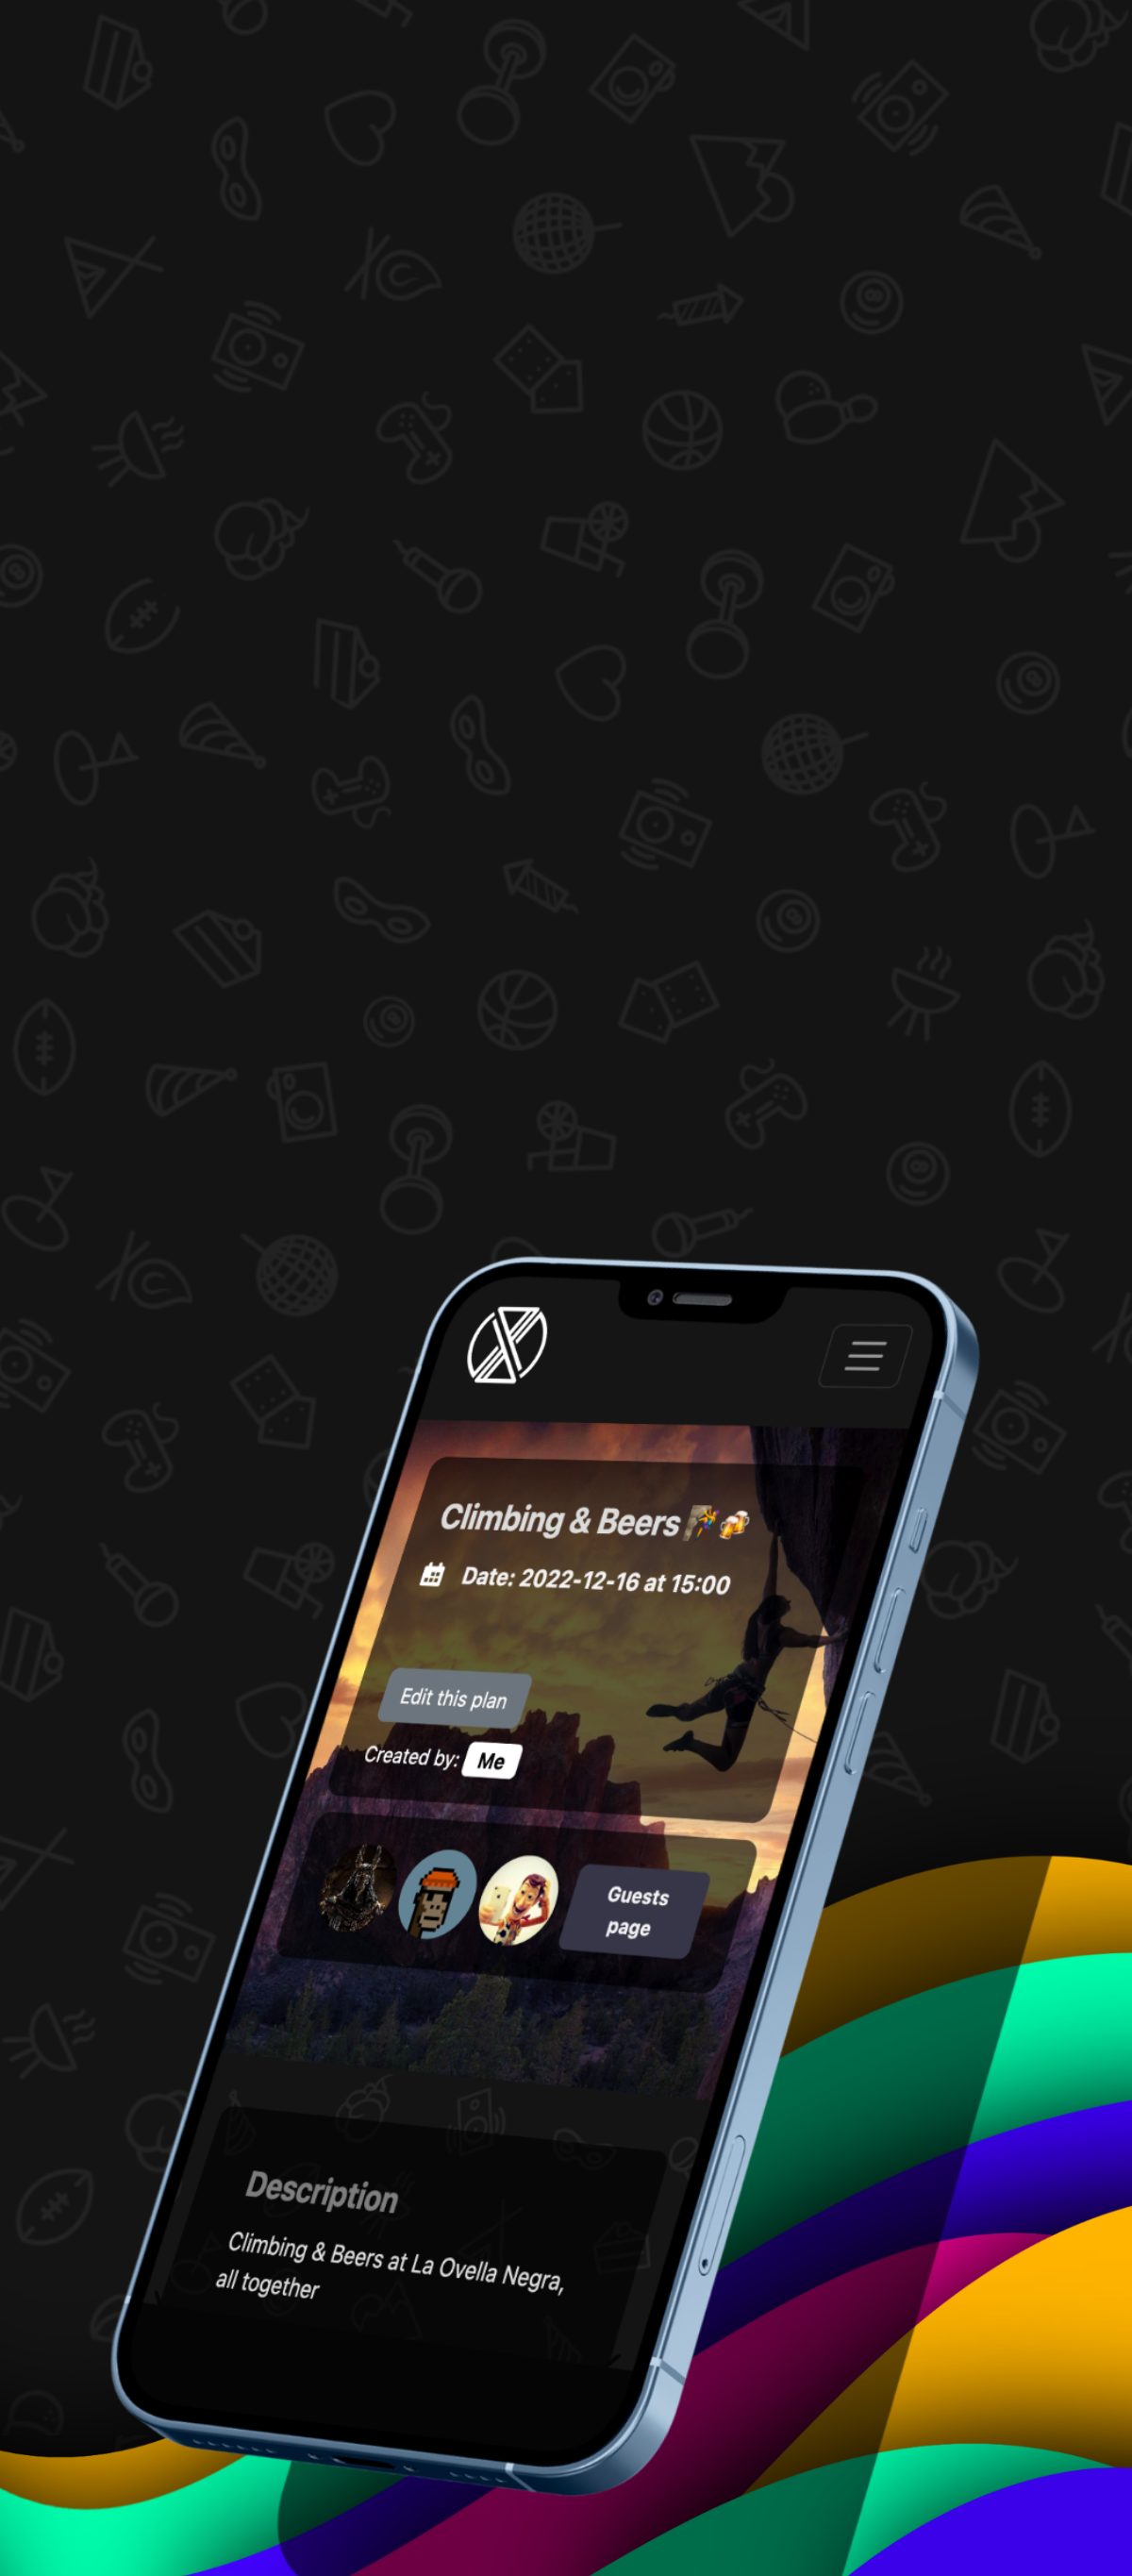 Climbing & Beers 🧗🍻
Date: 2022-12-16 at 15:00
Edit this plan
Created by: Me
Guests
page
Description
Climbing & Beers at La Ovella Negra,
all together